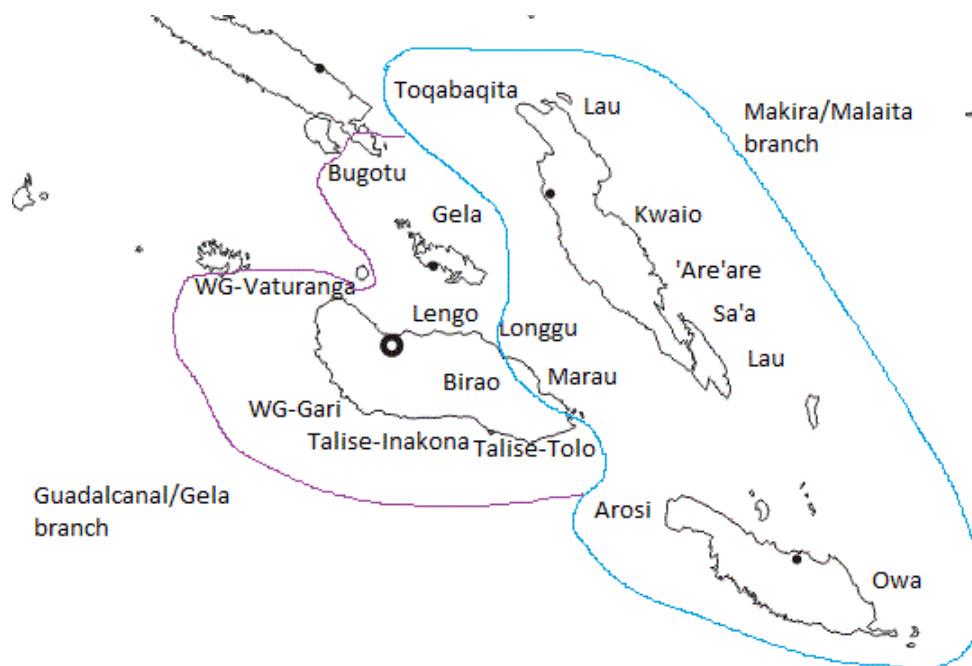 Toqabaqita
Lau
Makira/Malaita
branch
Bugotu
Gela
Kwaio
'Are'are
WG-Vaturanga
Lengo
Longgu
Sa'a
Lau
Birao
Marau
WG-Gari
Talise-Inakona
Talise-Tolo
Guadalcanal/Gela
branch
Arosi
Owa